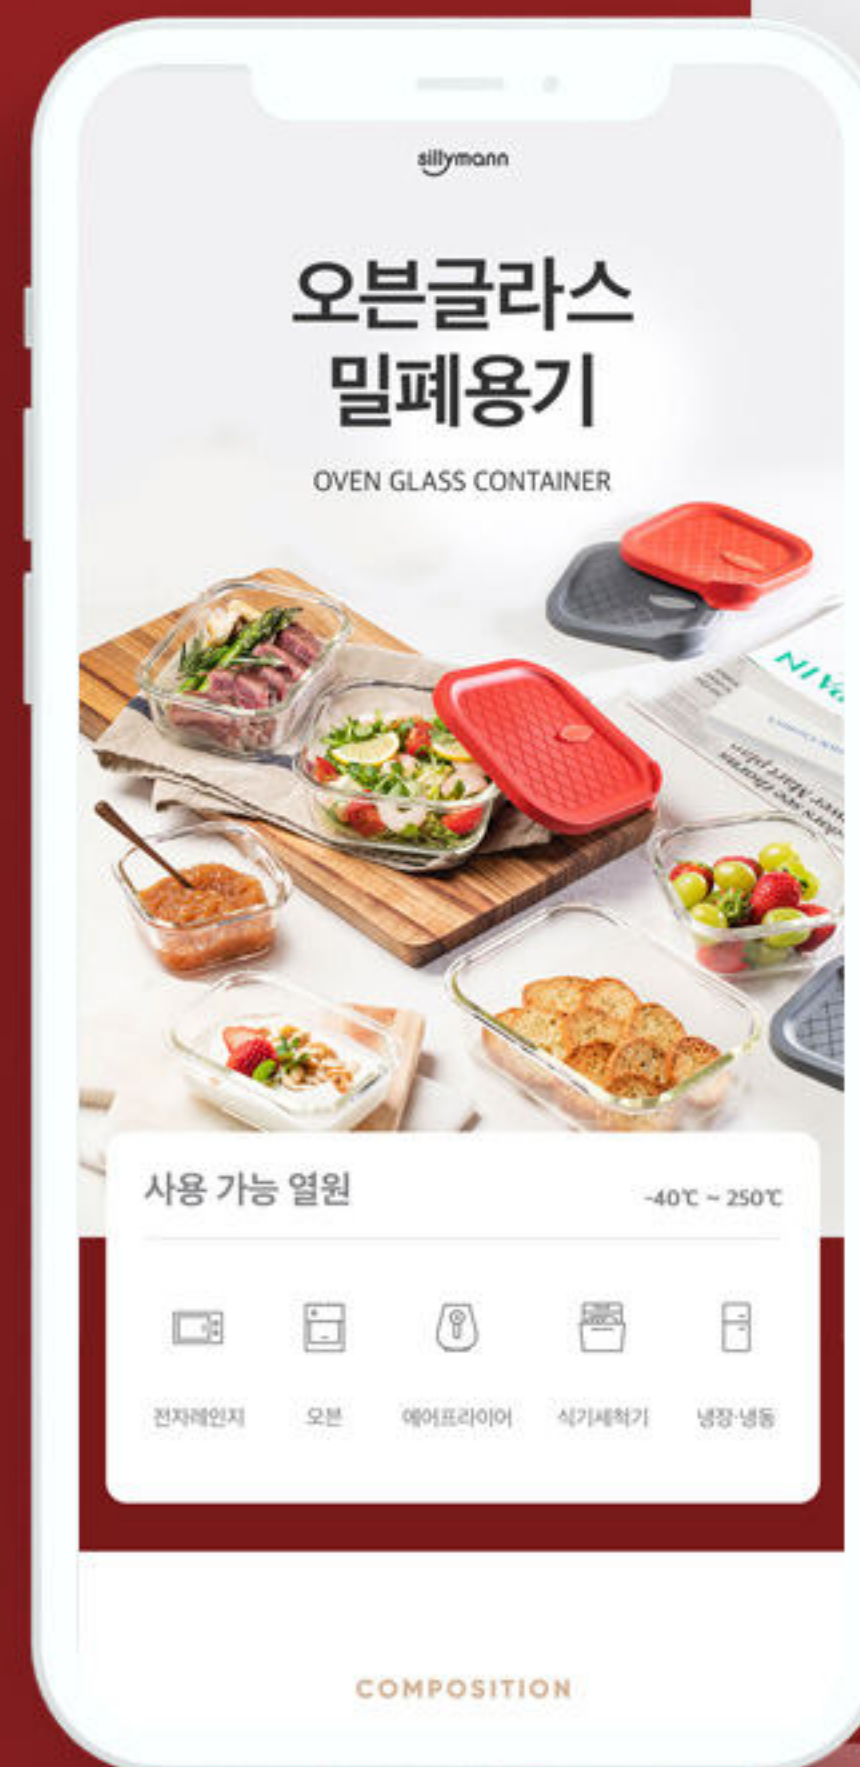 sillymann
오븐글라스
밀폐용기
OVEN GLASS CONTAINER
사용 가능 열원
-40℃ ~ 250℃
전자레인지
오븐
에어프라이어
식기세척기
냉장·냉동
COMPOSITION